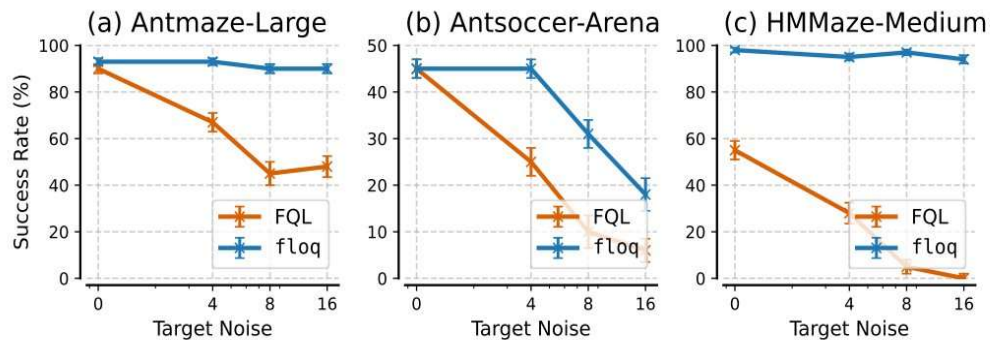 (a) Antmaze-Large
Success Rate (%)
100
80
60
40
20
0
0 4 8 16
Target Noise
FQL
floq
(b) Antsoccer-Arena
50
40
30
20
10
0
0 4 8 16
Target Noise
FQL
floq
(c) HMMaze-Medium
100
80
60
40
20
0
0 4 8 16
Target Noise
FQL
floq